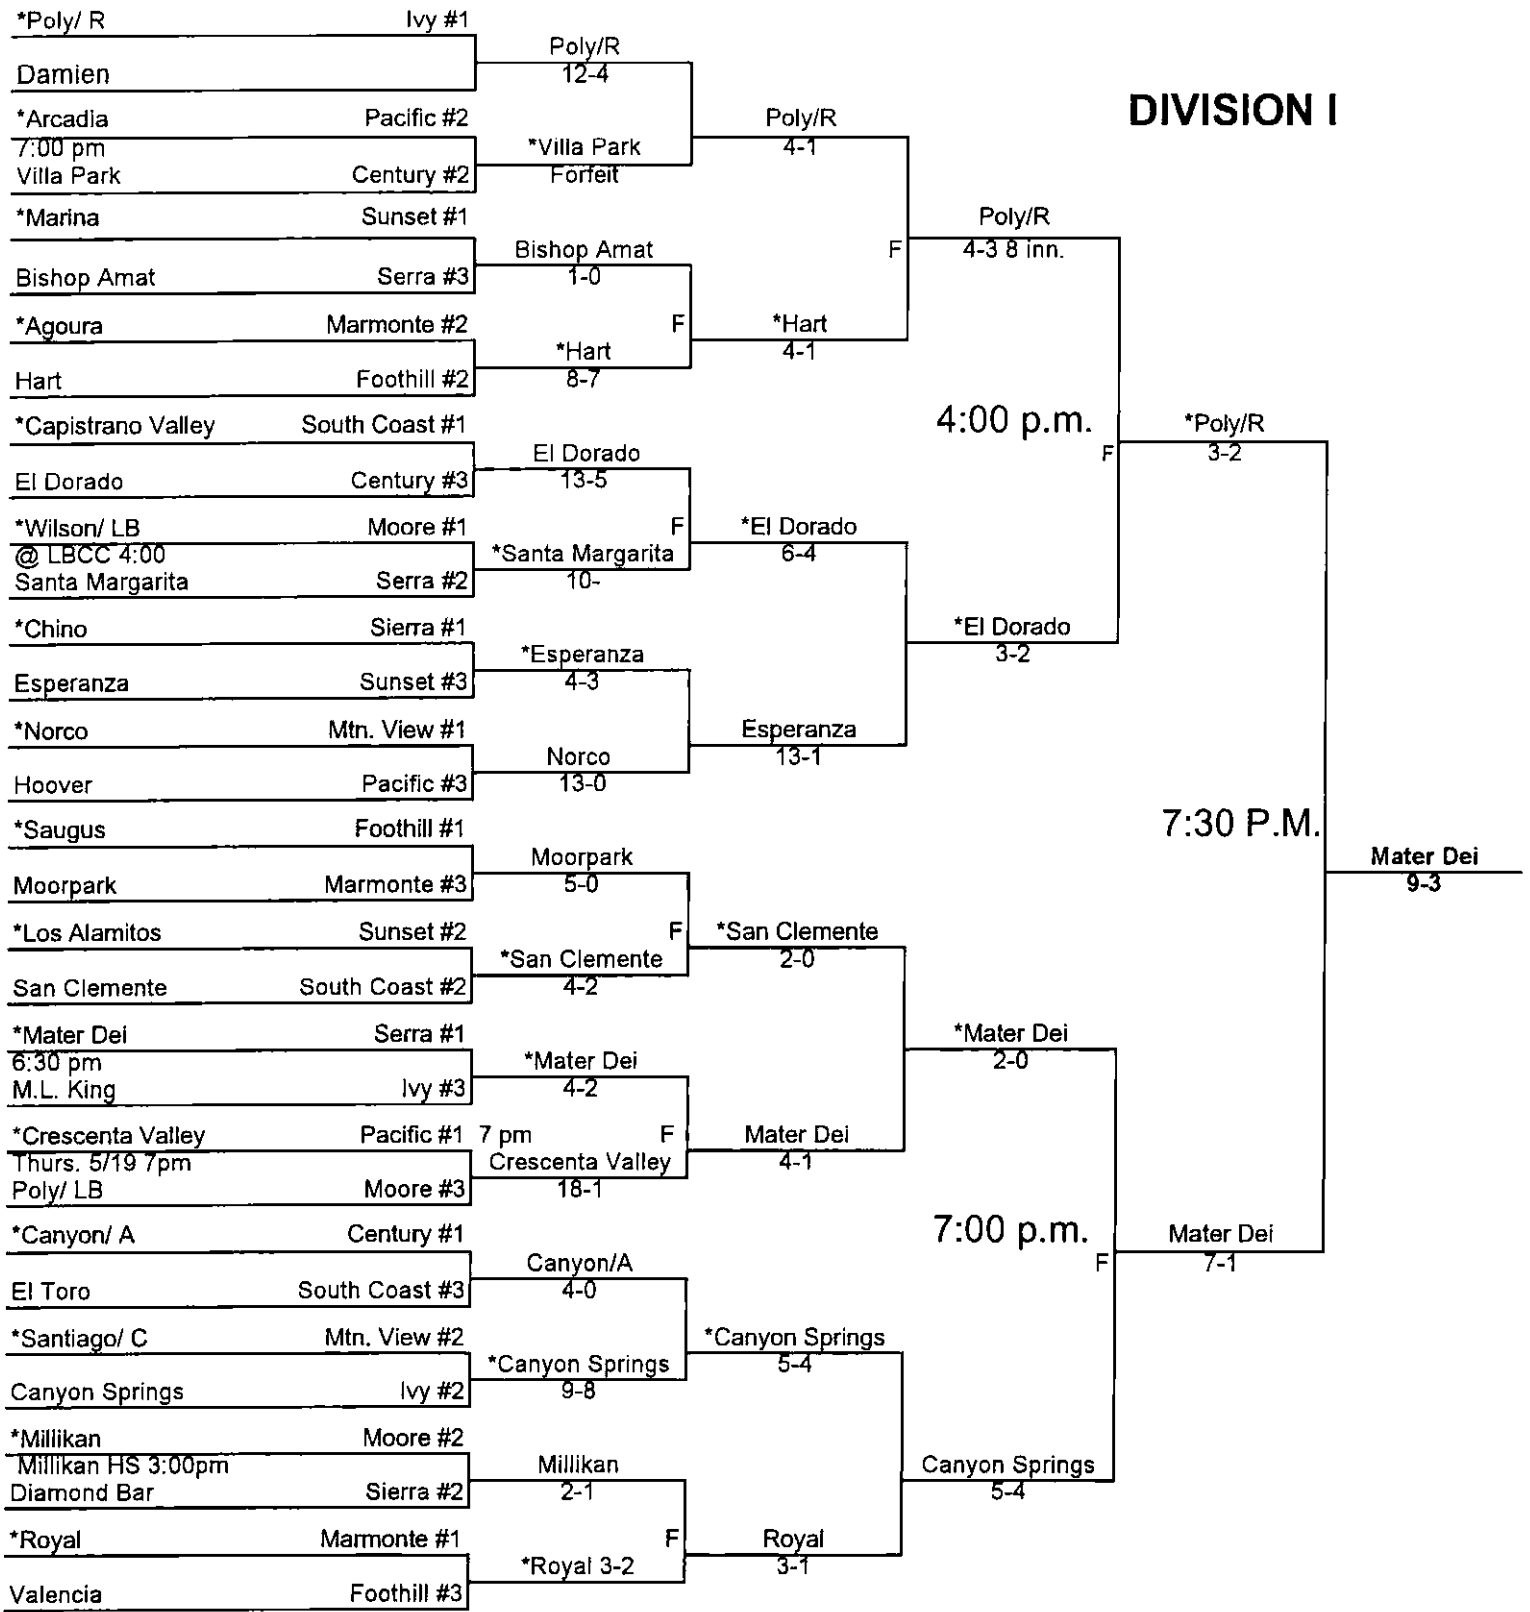 DIVISION I
*Poly/ R Ivy #1
Damien
*Arcadia Pacific #2
7:00 pm
Villa Park Century #2
*Marina Sunset #1
Bishop Amat Serra #3
*Agoura Marmonte #2
Hart Foothill #2
*Capistrano Valley South Coast #1
El Dorado Century #3
*Wilson/ LB Moore #1
@ LBCC 4:00
Santa Margarita Serra #2
*Chino Sierra #1
Esperanza Sunset #3
*Norco Mtn. View #1
Hoover Pacific #3
*Saugus Foothill #1
Moorpark Marmonte #3
*Los Alamitos Sunset #2
San Clemente South Coast #2
*Mater Dei Serra #1
6:30 pm
M.L. King Ivy #3
*Crescenta Valley Pacific #1
Thurs. 5/19 7pm
Poly/ LB Moore #3
*Canyon/ A Century #1
El Toro South Coast #3
*Santiago/ C Mtn. View #2
Canyon Springs Ivy #2
*Millikan Moore #2
Millikan HS 3:00pm
Diamond Bar Sierra #2
*Royal Marmonte #1
Valencia Foothill #3
Poly/R
12-4
*Villa Park
Forfeit
Bishop Amat
1-0
F
*Hart
8-7
El Dorado
13-5
F
*Santa Margarita
10-
*Esperanza
4-3
Norco
13-0
Moorpark
5-0
F
*San Clemente
4-2
*Mater Dei
4-2
7 pm F
Crescenta Valley
18-1
Canyon/A
4-0
*Canyon Springs
9-8
Millikan
2-1
F
*Royal 3-2
Poly/R
4-1
F
*Hart
4-1
*El Dorado
6-4
Esperanza
13-1
*San Clemente
2-0
Mater Dei
4-1
*Canyon Springs
5-4
Royal
3-1
Poly/R
4-3 8 inn.
4:00 p.m.
F
*El Dorado
3-2
*Mater Dei
2-0
7:00 p.m.
F
Canyon Springs
5-4
*Poly/R
3-2
7:30 P.M.
Mater Dei
7-1
Mater Dei
9-3